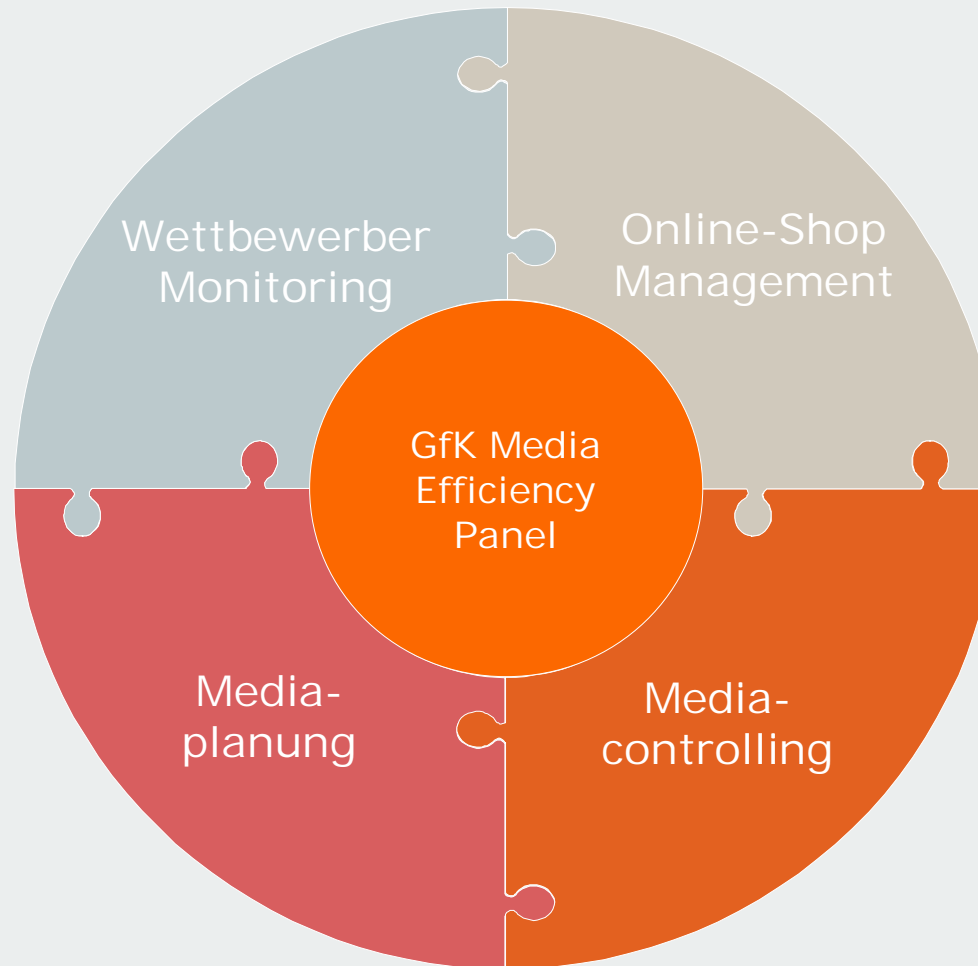 Wettbewerber
Monitoring
Online-Shop
Management
GfK Media
Efficiency
Panel
Media-
planung
Media-
controlling